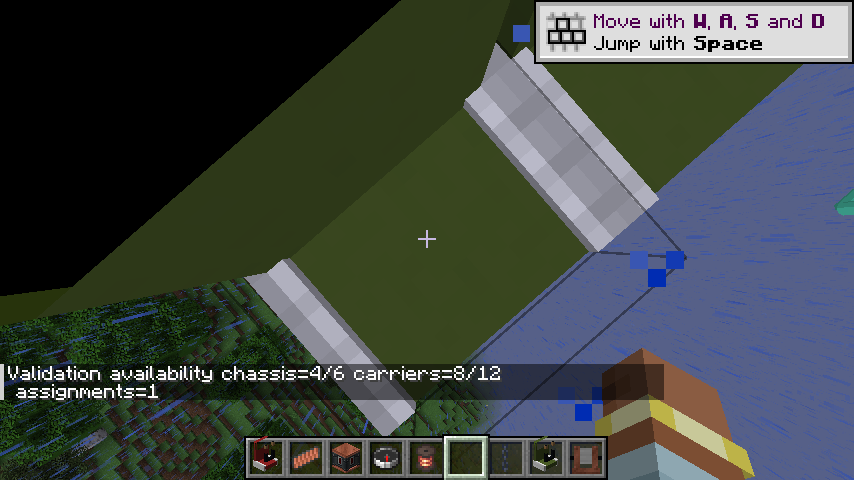 Move with W, A, S and D
Jump with Space
Validation availability chassis=4/6 carriers=8/12
assignments=1